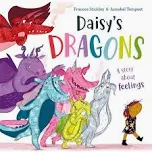 Frances Stickley & Annabel Tempest
DAISY'S
DRAGONS
A story
about
feelings